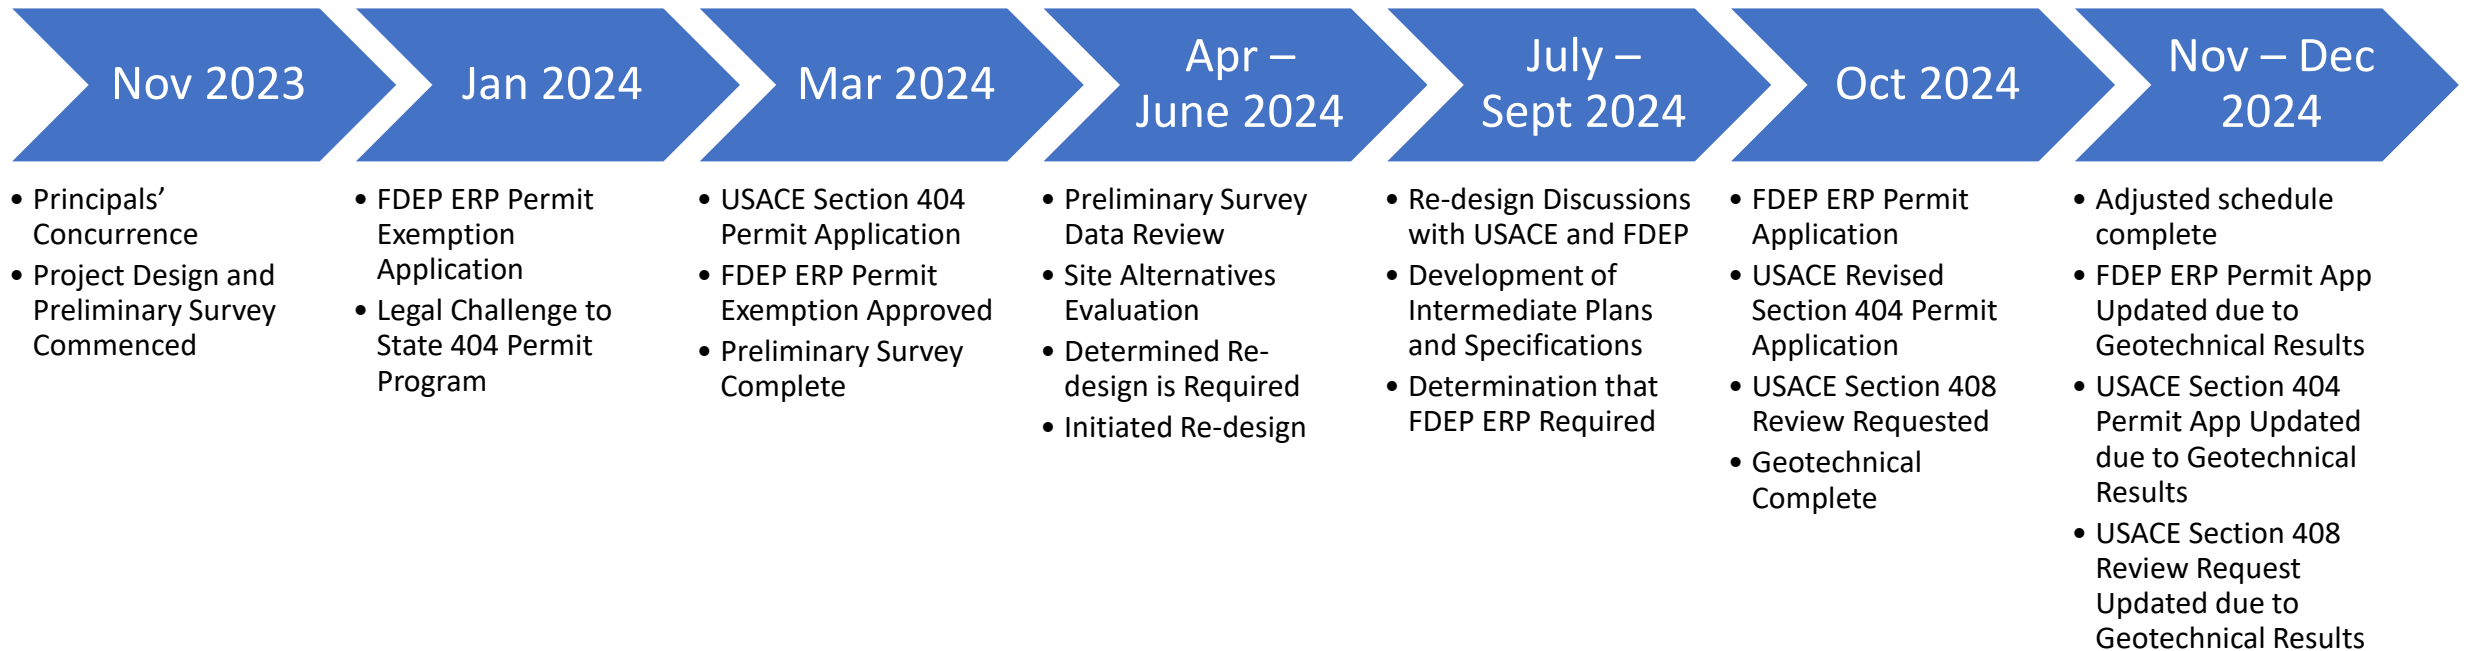 Nov 2023
• Principals’
Concurrence
• Project Design and
Preliminary Survey
Commenced
Jan 2024
• FDEP ERP Permit
Exemption
Application
• Legal Challenge to
State 404 Permit
Program
Mar 2024
• USACE Section 404
Permit Application
• FDEP ERP Permit
Exemption Approved
• Preliminary Survey
Complete
Apr –
June 2024
• Preliminary Survey
Data Review
• Site Alternatives
Evaluation
• Determined Re-
design is Required
• Initiated Re-design
July –
Sept 2024
• Re-design Discussions
with USACE and FDEP
• Development of
Intermediate Plans
and Specifications
• Determination that
FDEP ERP Required
Oct 2024
• FDEP ERP Permit
Application
• USACE Revised
Section 404 Permit
Application
• USACE Section 408
Review Requested
• Geotechnical
Complete
Nov – Dec
2024
• Adjusted schedule
complete
• FDEP ERP Permit App
Updated due to
Geotechnical Results
• USACE Section 404
Permit App Updated
due to Geotechnical
Results
• USACE Section 408
Review Request
Updated due to
Geotechnical Results